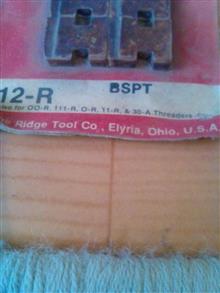 BSPT
12-R
for OO-R, 111-R, O-R, 11-R, & 30-A Threaders
Ridge Tool Co., Elyria, Ohio, U.S.A.